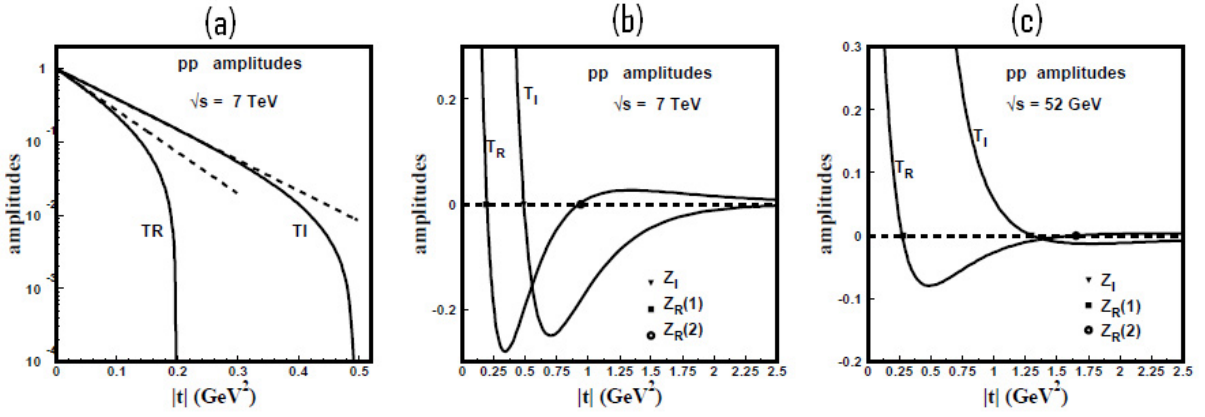 (a)
pp amplitudes
√s = 7 TeV
TR
TI
amplitudes
1
10 -1
10 -2
10 -3
10 -4
0 0.1 0.2 0.3 0.4 0.5
|t| (GeV²)
(b)
pp amplitudes
√s = 7 TeV
T_I
T_R
amplitudes
0.2
0
-0.2
Z_I
Z_R(1)
Z_R(2)
0 0.25 0.5 0.75 1 1.25 1.5 1.75 2 2.25 2.5
|t| (GeV²)
(c)
pp amplitudes
√s = 52 GeV
T_I
T_R
amplitudes
0.3
0.2
0.1
0
-0.1
-0.2
Z_I
Z_R(1)
Z_R(2)
0 0.25 0.5 0.75 1 1.25 1.5 1.75 2 2.25 2.5
|t| (GeV²)